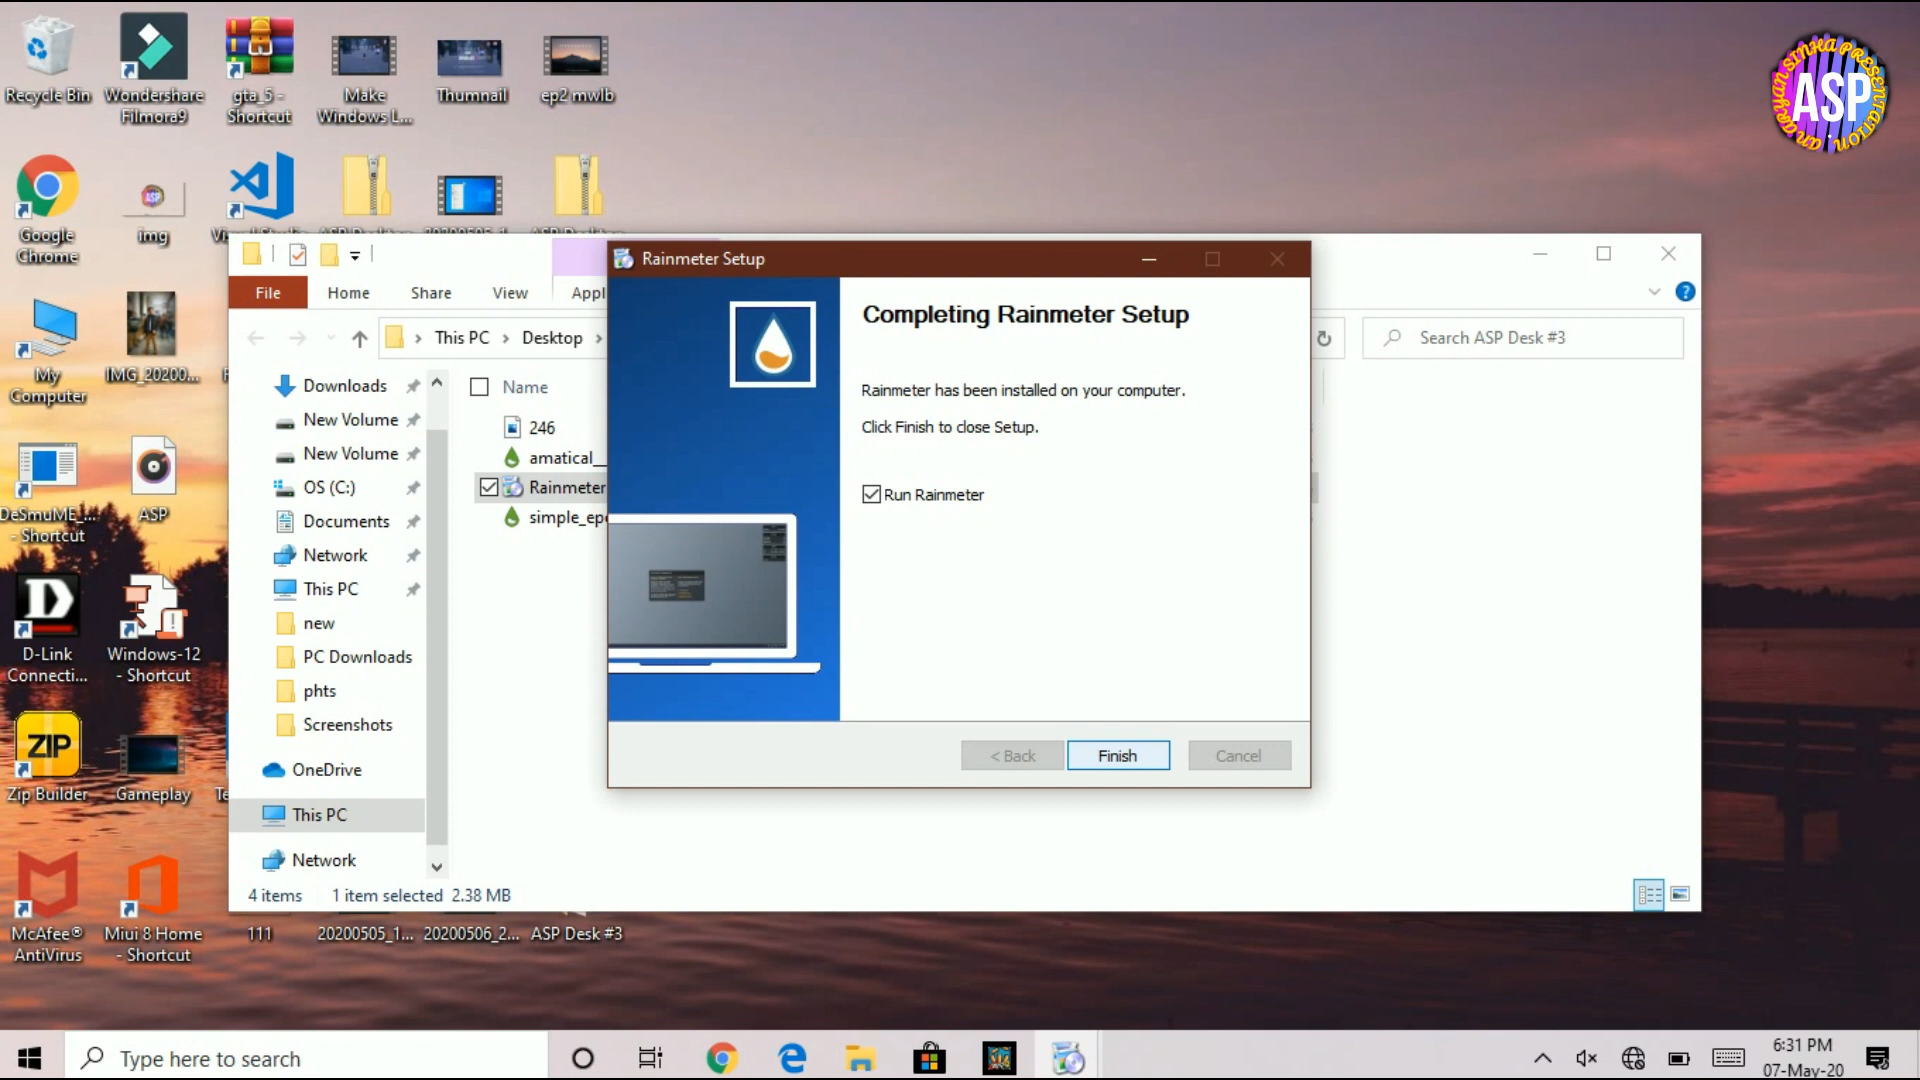 Recycle Bin
Wondershare
Filmora9
gta_5 -
Shortcut
Make
Windows L...
Thumnail
ep2 mwlb
ARYAN SINHA PRESENTATION
ASP
Google
Chrome
img
My
Computer
IMG_20200...
DeSmuME_...
- Shortcut
ASP
D-Link
Connecti...
Windows-12
- Shortcut
ZIP
Zip Builder
Gameplay
McAfee®
AntiVirus
Miui 8 Home
- Shortcut
111
20200505_1...
20200506_2...
ASP Desk #3
File
Home
Share
View
Appl
This PC
Desktop
Search ASP Desk #3
Downloads
New Volume
New Volume
OS (C:)
Documents
Network
This PC
new
PC Downloads
phts
Screenshots
OneDrive
This PC
Network
Name
246
amatical_
Rainmeter
simple_epo
4 items
1 item selected 2.38 MB
Rainmeter Setup
Completing Rainmeter Setup
Rainmeter has been installed on your computer.
Click Finish to close Setup.
Run Rainmeter
< Back
Finish
Cancel
Type here to search
6:31 PM
07-May-20